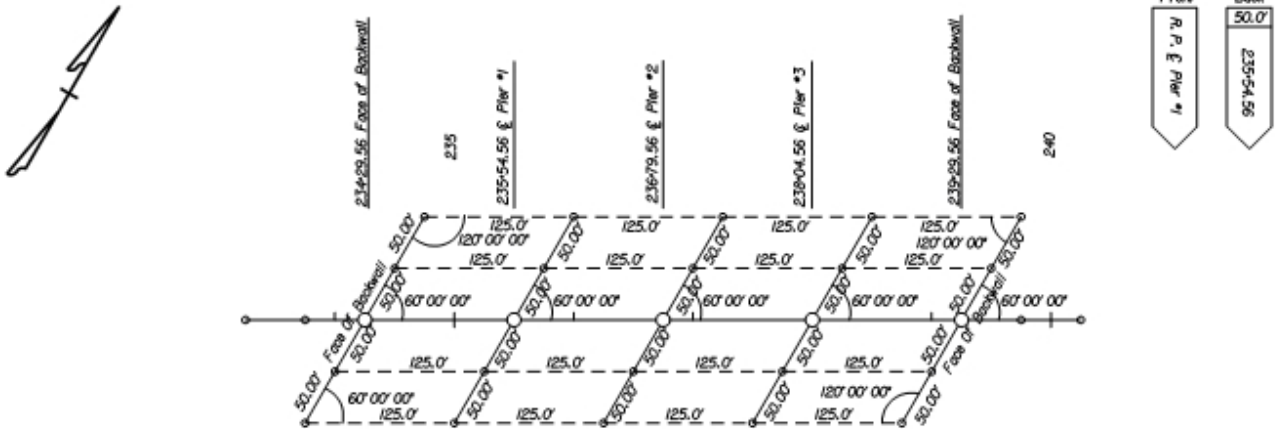 R.P. ℄ Pier #1
50.0'
235+54.56
234+29.56 Face of Backwall
235
235+54.56 ℄ Pier #1
236+79.56 ℄ Pier #2
238+04.56 ℄ Pier #3
239+29.56 Face of Backwall
240
50.00' 125.0' 50.00' 125.0' 50.00' 125.0' 50.00' 125.0' 50.00'
120°00'00" 120°00'00"
125.0' 125.0' 125.0' 125.0'
50.00' 60°00'00" 50.00' 60°00'00" 50.00' 50.00' 60°00'00" 50.00' 60°00'00"
Face Of Backwall
Face of Backwall
50.00' 50.00' 50.00' 50.00' 50.00'
125.0' 125.0' 125.0' 125.0'
50.00' 60°00'00" 50.00' 50.00' 50.00' 120°00'00" 50.00'
125.0' 125.0' 125.0' 125.0'